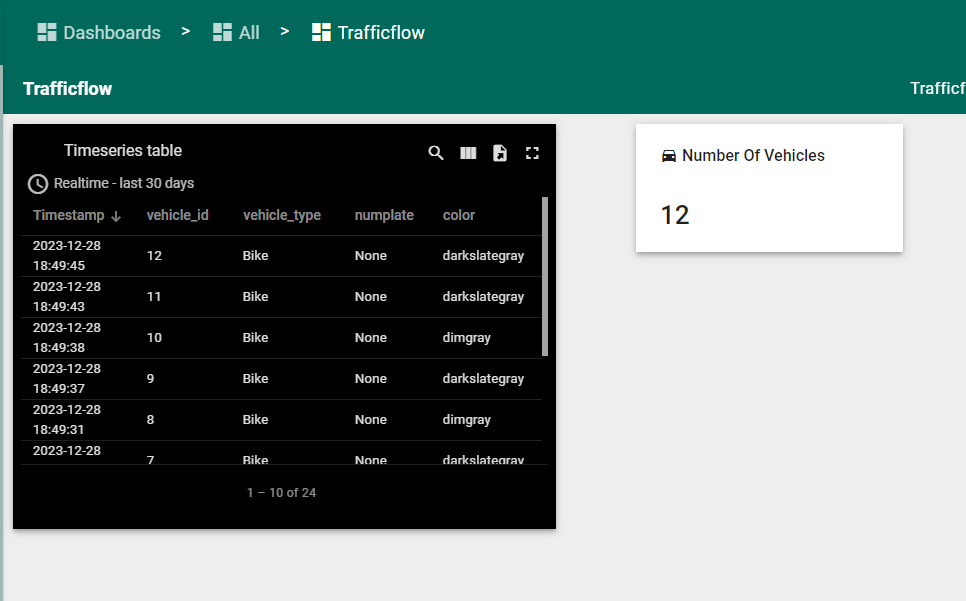 Dashboards > All > Trafficflow
Trafficflow Trafficf
Timeseries table
Realtime - last 30 days
Timestamp vehicle_id vehicle_type numplate color
2023-12-28 18:49:45 12 Bike None darkslategray
2023-12-28 18:49:43 11 Bike None darkslategray
2023-12-28 18:49:38 10 Bike None dimgray
2023-12-28 18:49:37 9 Bike None darkslategray
2023-12-28 18:49:31 8 Bike None dimgray
2023-12-28 7 Bike None darkslategray
1 – 10 of 24
Number Of Vehicles
12